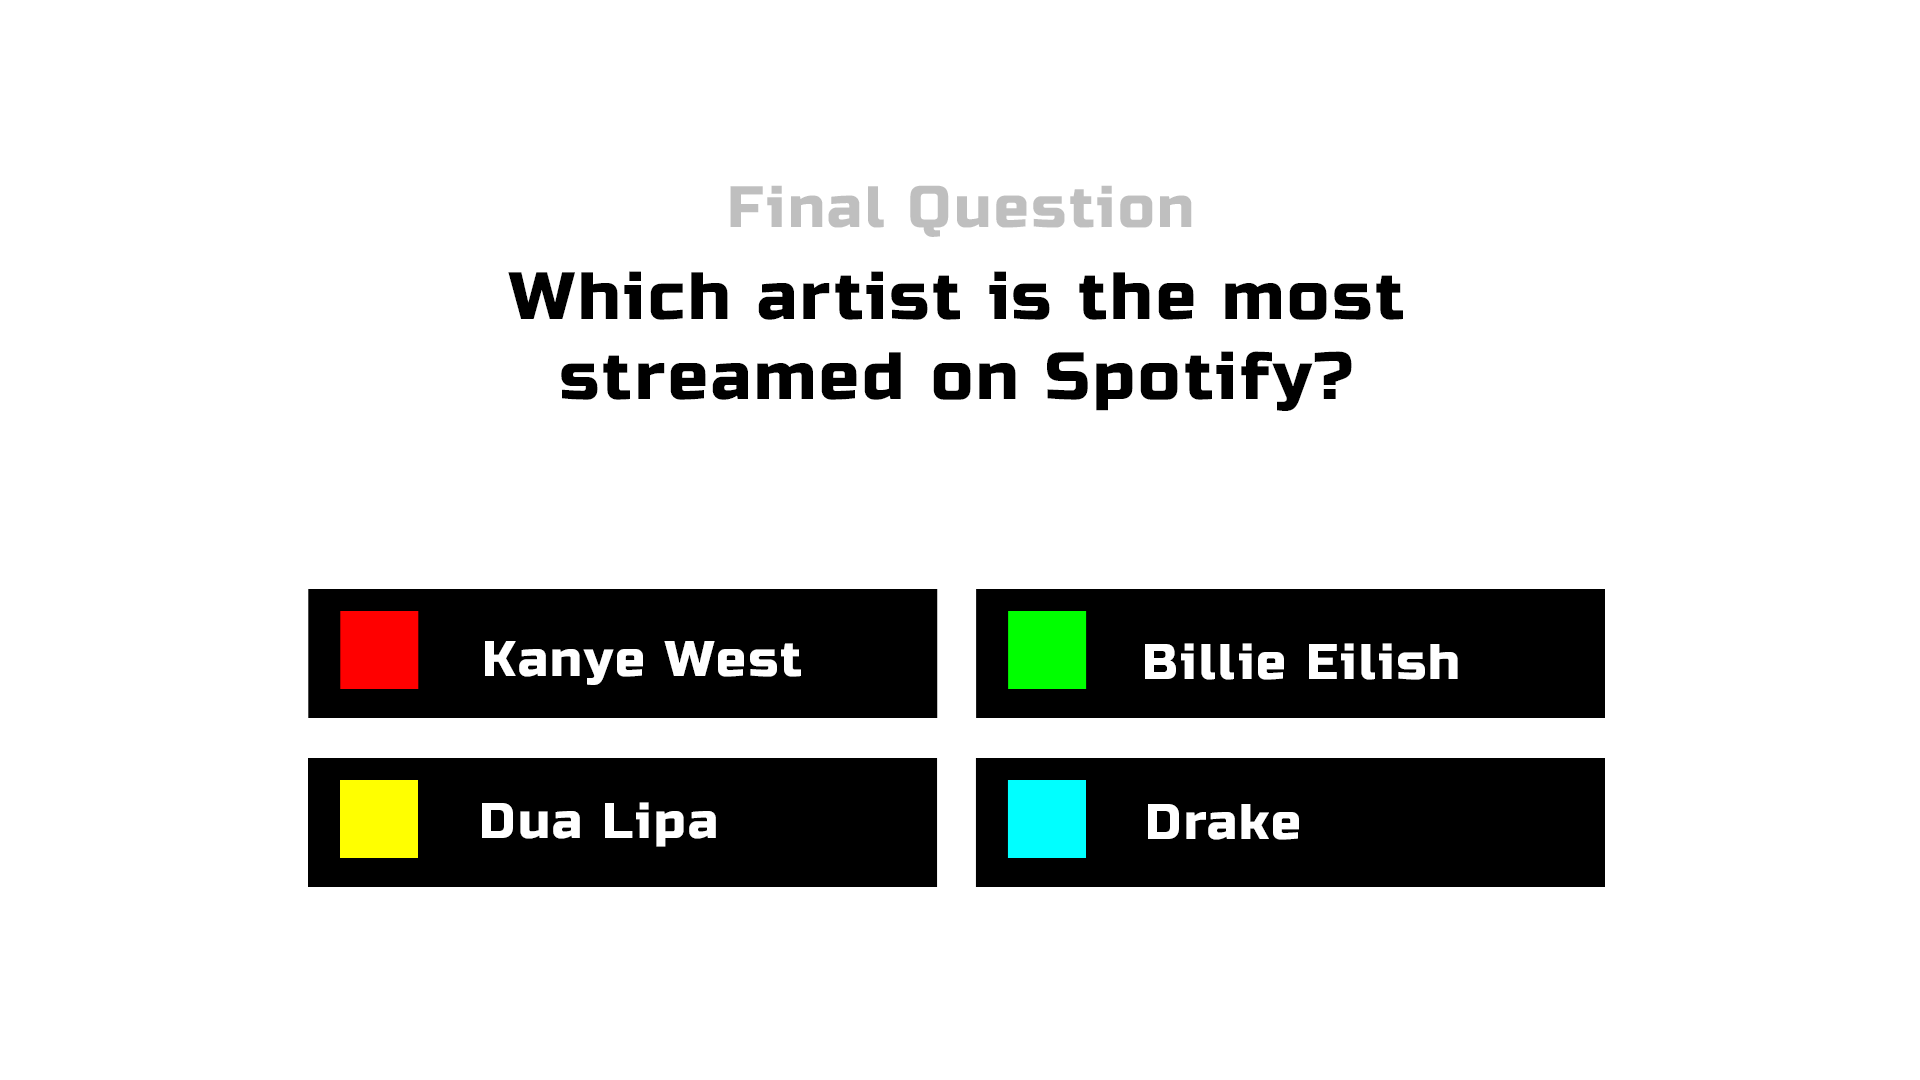 Final Question
Which artist is the most
streamed on Spotify?
Kanye West
Billie Eilish
Dua Lipa
Drake